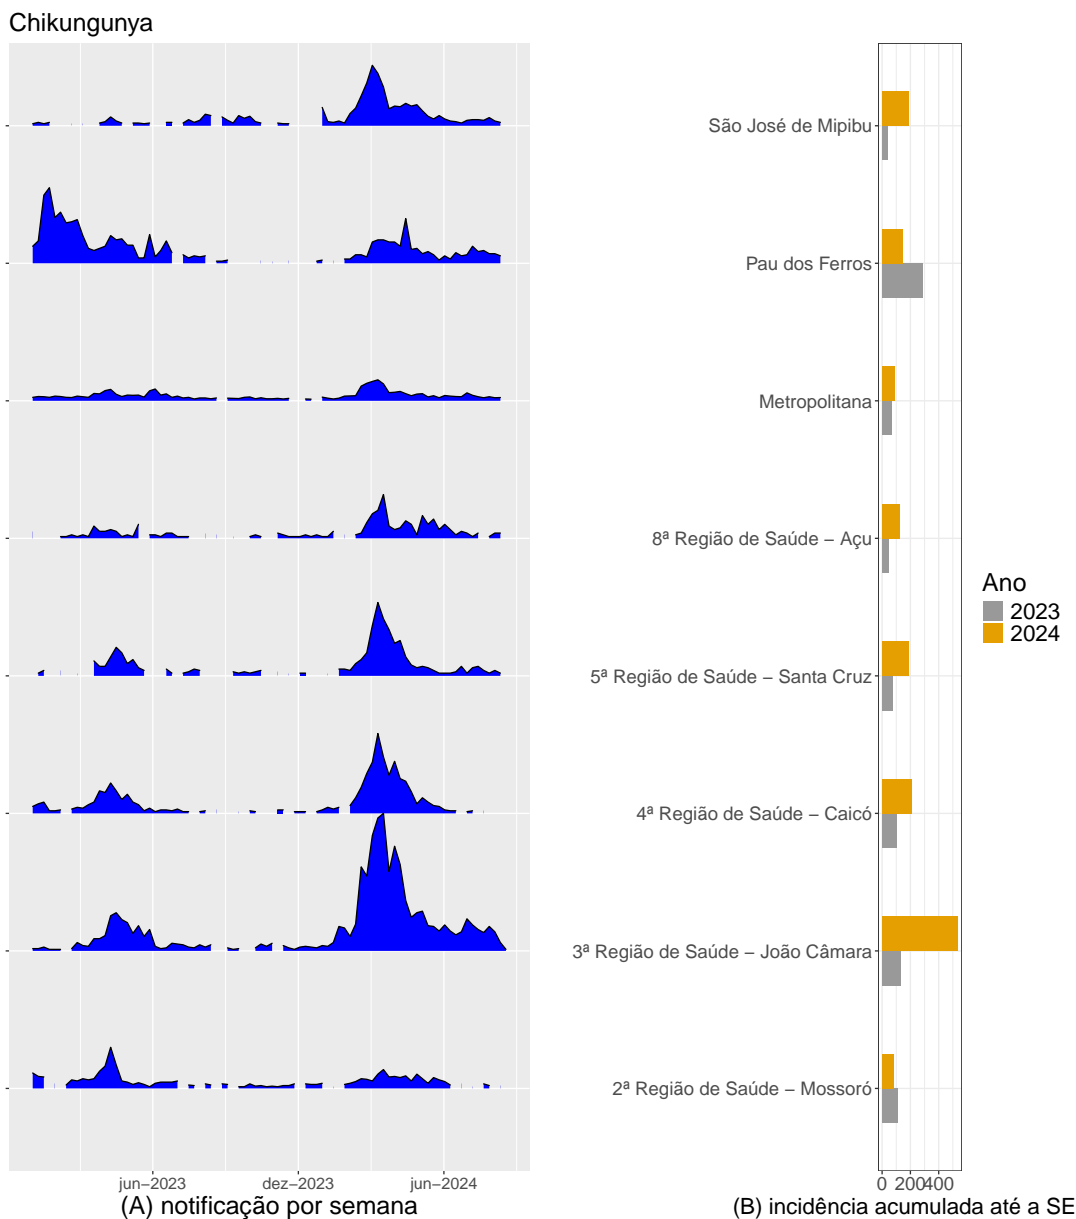 Chikungunya
São José de Mipibu
Pau dos Ferros
Metropolitana
8ª Região de Saúde – Açu
5ª Região de Saúde – Santa Cruz
4ª Região de Saúde – Caicó
3ª Região de Saúde – João Câmara
2ª Região de Saúde – Mossoró
jun–2023 dez–2023 jun–2024
(A) notificação por semana
0 200 400
(B) incidência acumulada até a SE
Ano
2023
2024